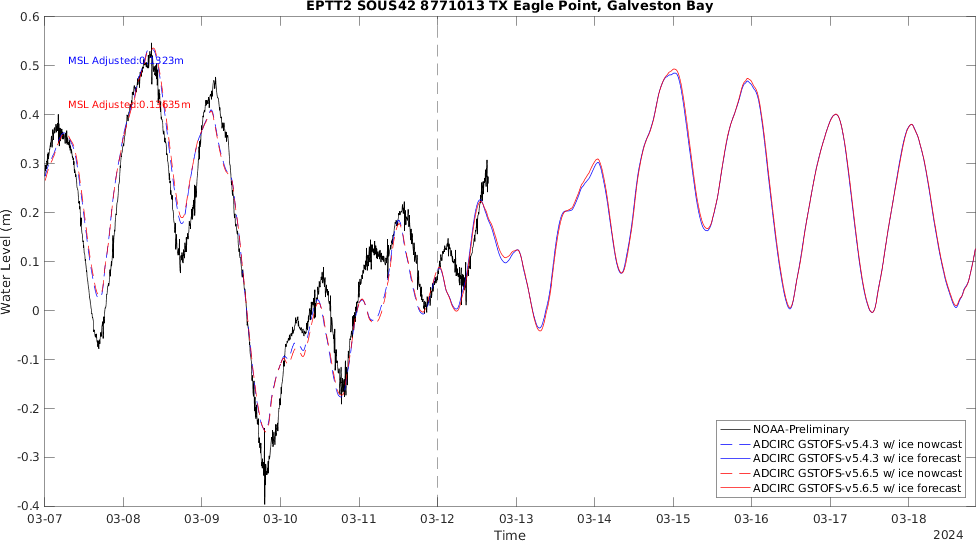 EPTT2 SOUS42 8771013 TX Eagle Point, Galveston Bay
0.6
0.5
0.4
0.3
0.2
0.1
0
-0.1
-0.2
-0.3
-0.4
Water Level (m)
MSL Adjusted:0.1323m
MSL Adjusted:0.13635m
NOAA-Preliminary
ADCIRC GSTOFS-v5.4.3 w/ ice nowcast
ADCIRC GSTOFS-v5.4.3 w/ ice forecast
ADCIRC GSTOFS-v5.6.5 w/ ice nowcast
ADCIRC GSTOFS-v5.6.5 w/ ice forecast
03-07 03-08 03-09 03-10 03-11 03-12 03-13 03-14 03-15 03-16 03-17 03-18
Time
2024